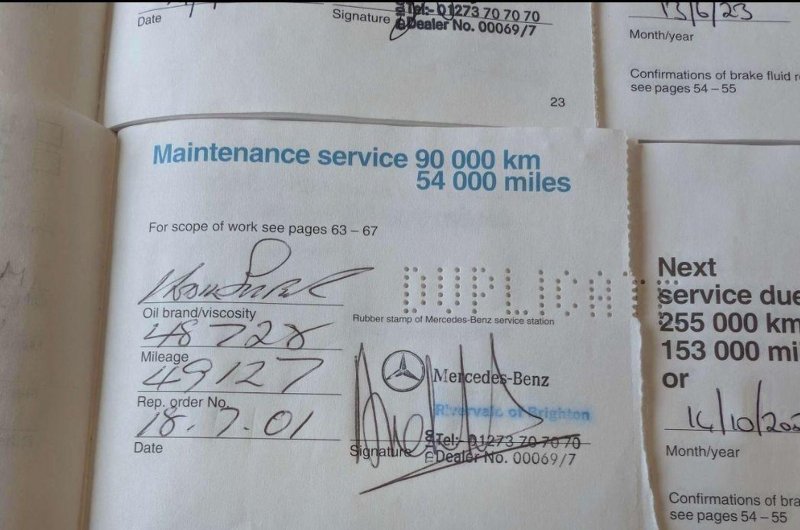 Date
Signature
Tel:- 01273 70 70 70
Dealer No. 00069/7
23
13/6/23
Month/year
Confirmations of brake fluid
see pages 54 – 55
Maintenance service 90 000 km
54 000 miles
For scope of work see pages 63 – 67
Oil brand/viscosity
48728
Mileage
49127
Rep. order No.
18.7.01
Date
DUPLICATE
Rubber stamp of Mercedes-Benz service station
Mercedes-Benz
Rivervale of Brighton
Tel:- 01273 70 70 70
Signature
Dealer No. 00069/7
Next
service due
255 000 km
153 000 mi
or
14/10/20
Month/year
Confirmations of bra
see pages 54 – 55